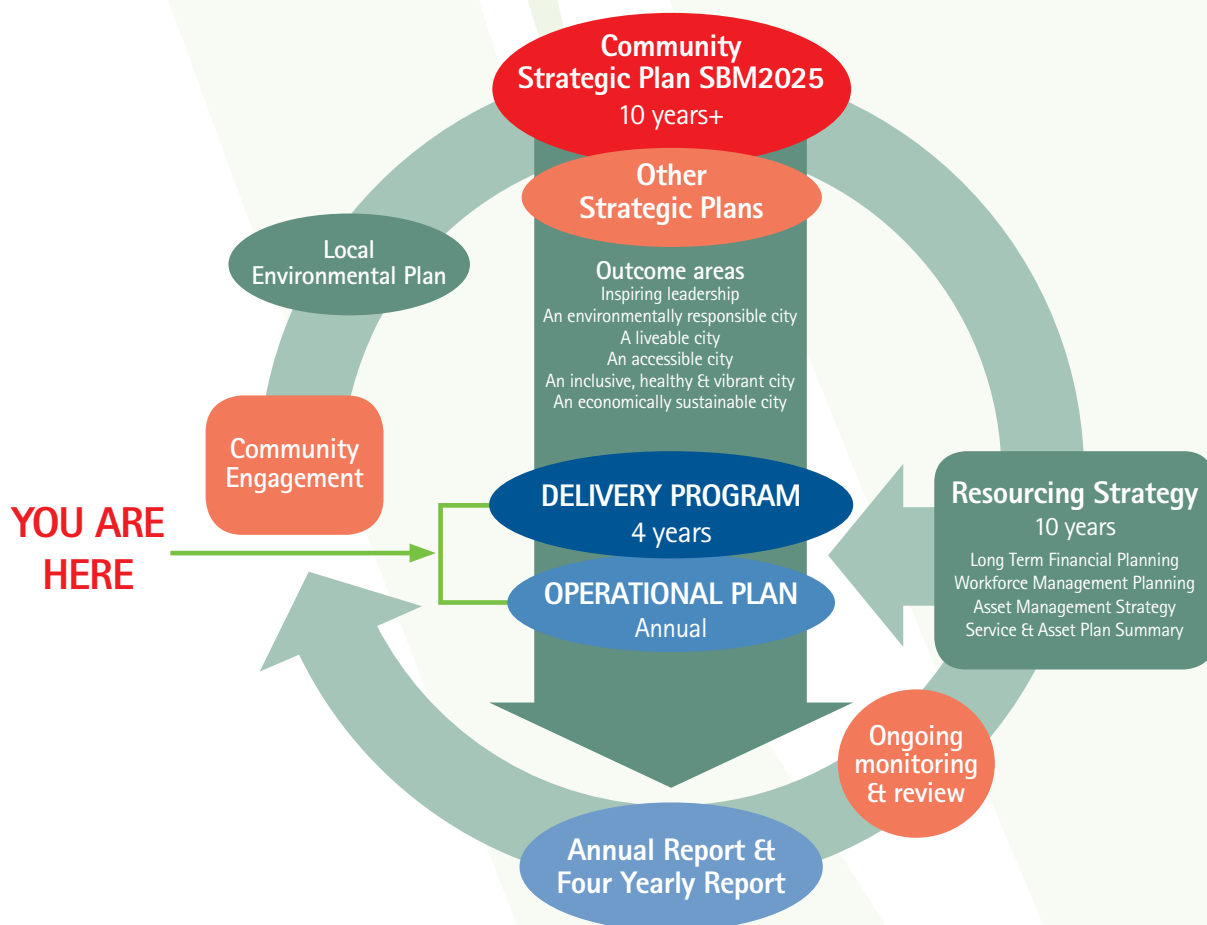 Community
Strategic Plan SBM2025
10 years+
Other
Strategic Plans
Local
Environmental Plan
Outcome areas
Inspiring leadership
An environmentally responsible city
A liveable city
An accessible city
An inclusive, healthy & vibrant city
An economically sustainable city
Community
Engagement
YOU ARE
HERE
DELIVERY PROGRAM
4 years
OPERATIONAL PLAN
Annual
Resourcing Strategy
10 years
Long Term Financial Planning
Workforce Management Planning
Asset Management Strategy
Service & Asset Plan Summary
Ongoing
monitoring
& review
Annual Report &
Four Yearly Report